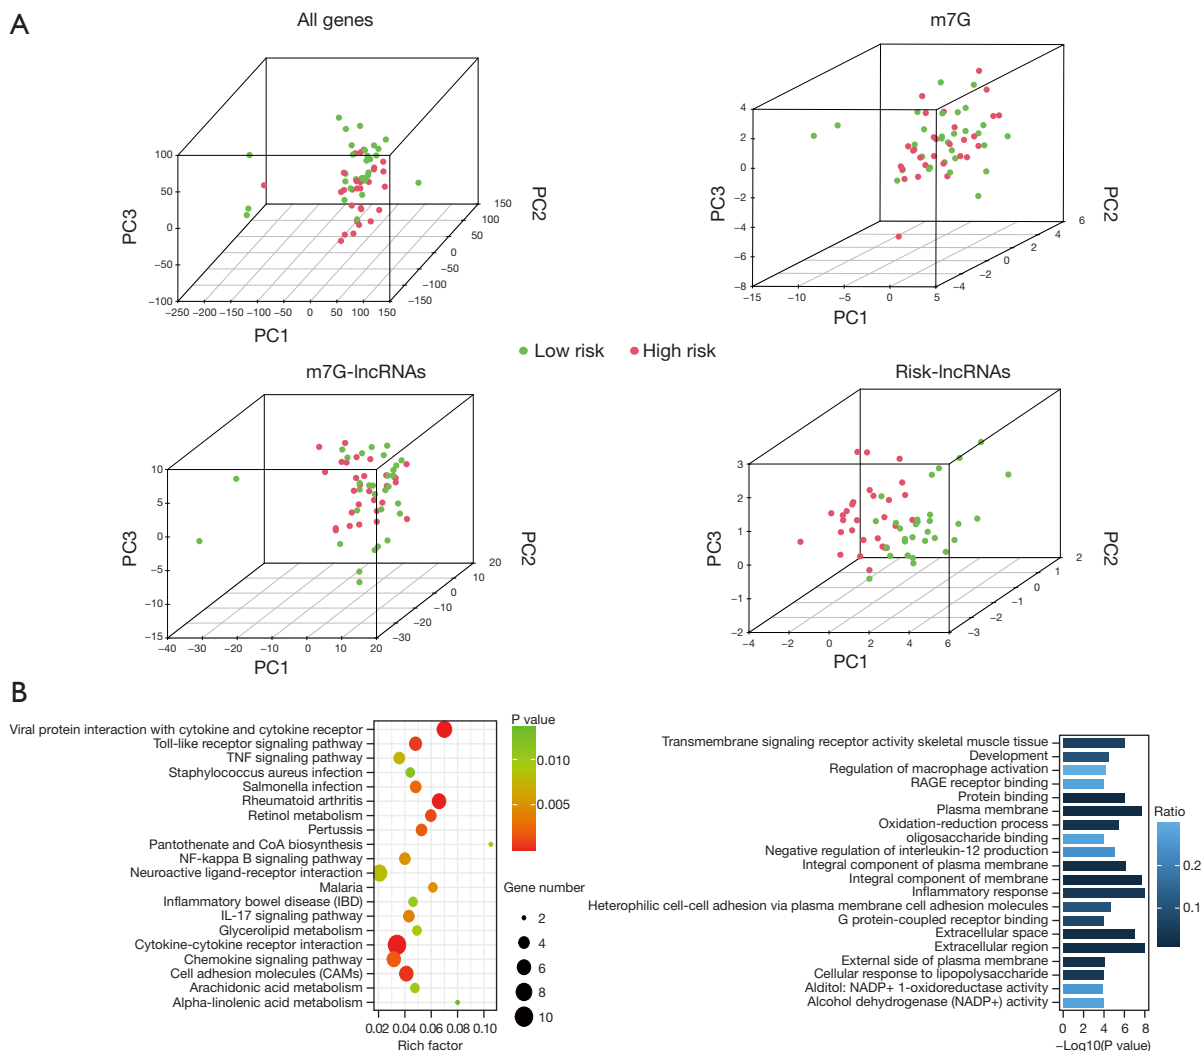 A
All genes
m7G
100
50
0
−50
−100
−250 −200 −150 −100 0 50 100 150
150
100
50
0
−50
−100
−150
PC3
PC1
PC2
4
2
0
−2
−4
−6
−8
−15 −10 −5 0 5
6
4
2
0
−2
−4
PC3
PC1
PC2
Low risk High risk
m7G-lncRNAs
Risk-lncRNAs
10
5
0
−5
−10
−15
−40 −30 −20 −10 0 10 20
20
10
0
−10
−20
−30
PC3
PC1
PC2
3
2
1
0
−1
−2
−4 −2 0 2 4 6
2
1
0
−1
−2
−3
PC3
PC1
PC2
B
Viral protein interaction with cytokine and cytokine receptor
Toll-like receptor signaling pathway
TNF signaling pathway
Staphylococcus aureus infection
Salmonella infection
Rheumatoid arthritis
Retinol metabolism
Pertussis
Pantothenate and CoA biosynthesis
NF-kappa B signaling pathway
Neuroactive ligand-receptor interaction
Malaria
Inflammatory bowel disease (IBD)
IL-17 signaling pathway
Glycerolipid metabolism
Cytokine-cytokine receptor interaction
Chemokine signaling pathway
Cell adhesion molecules (CAMs)
Arachidonic acid metabolism
Alpha-linolenic acid metabolism
0.02 0.04 0.06 0.08 0.10
Rich factor
P value
0.010
0.005
Gene number
2
4
6
8
10
Transmembrane signaling receptor activity skeletal muscle tissue
Development
Regulation of macrophage activation
RAGE receptor binding
Protein binding
Plasma membrane
Oxidation-reduction process
oligosaccharide binding
Negative regulation of interleukin-12 production
Integral component of plasma membrane
Integral component of membrane
Inflammatory response
Heterophilic cell-cell adhesion via plasma membrane cell adhesion molecules
G protein-coupled receptor binding
Extracellular space
Extracellular region
External side of plasma membrane
Cellular response to lipopolysaccharide
Alditol: NADP+ 1-oxidoreductase activity
Alcohol dehydrogenase (NADP+) activity
0 2 4 6 8
−Log10(P value)
Ratio
0.2
0.1